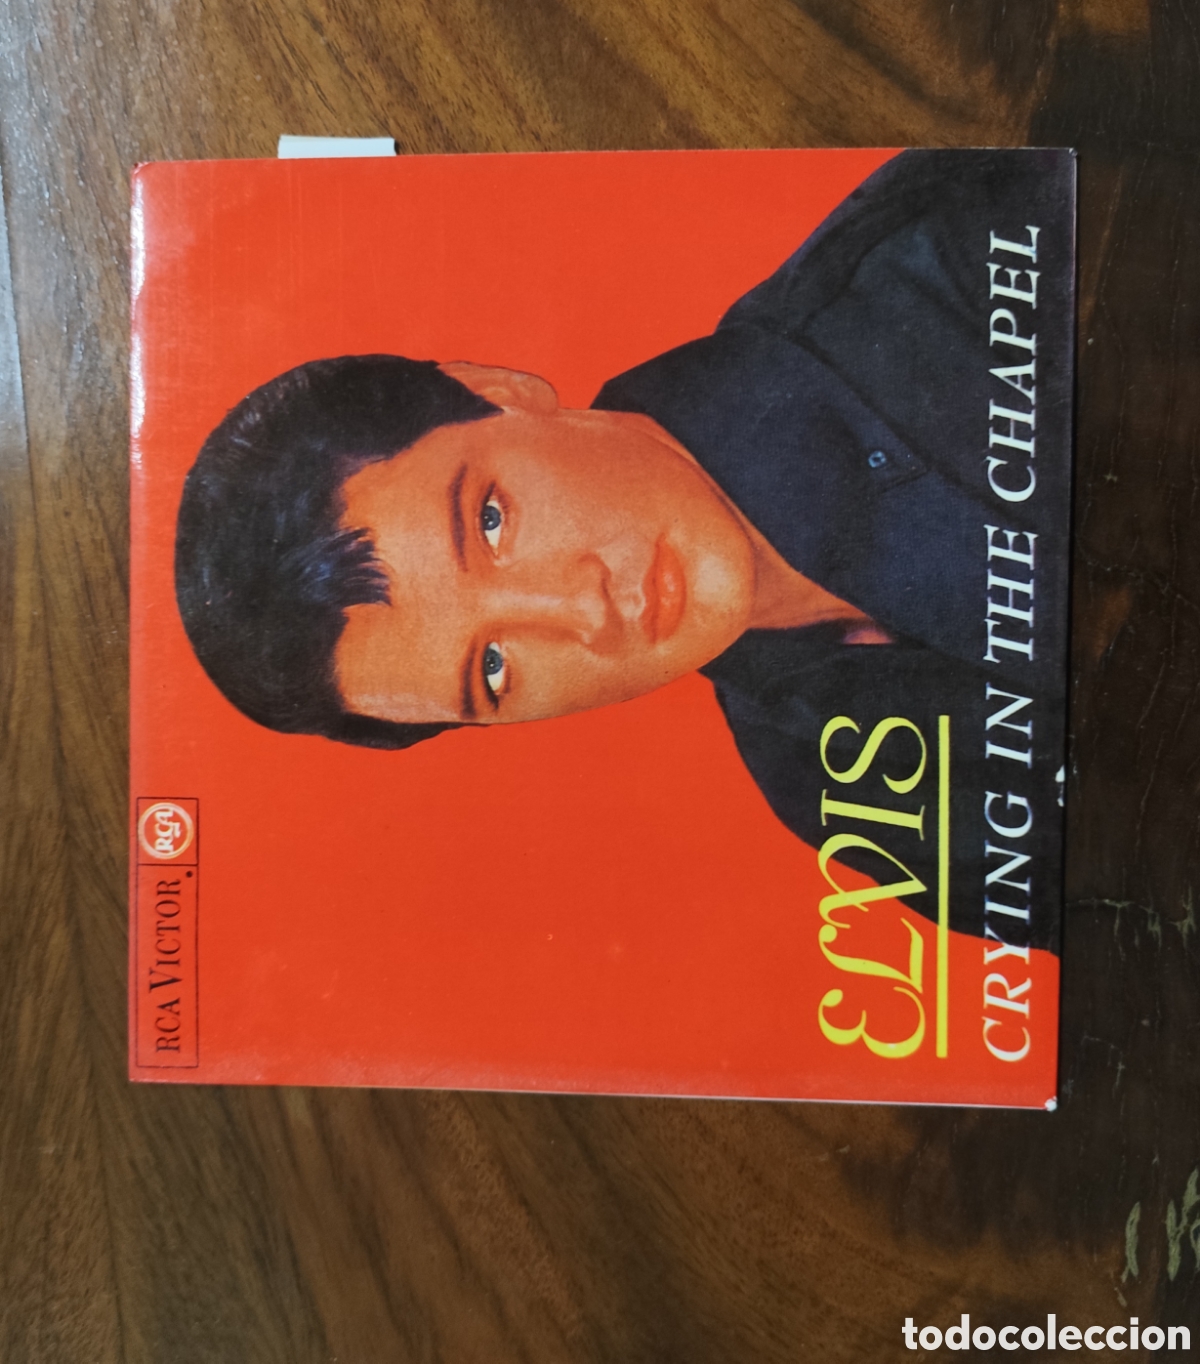 RCA VICTOR
RCA
ELVIS
CRYING IN THE CHAPEL
todocoleccion